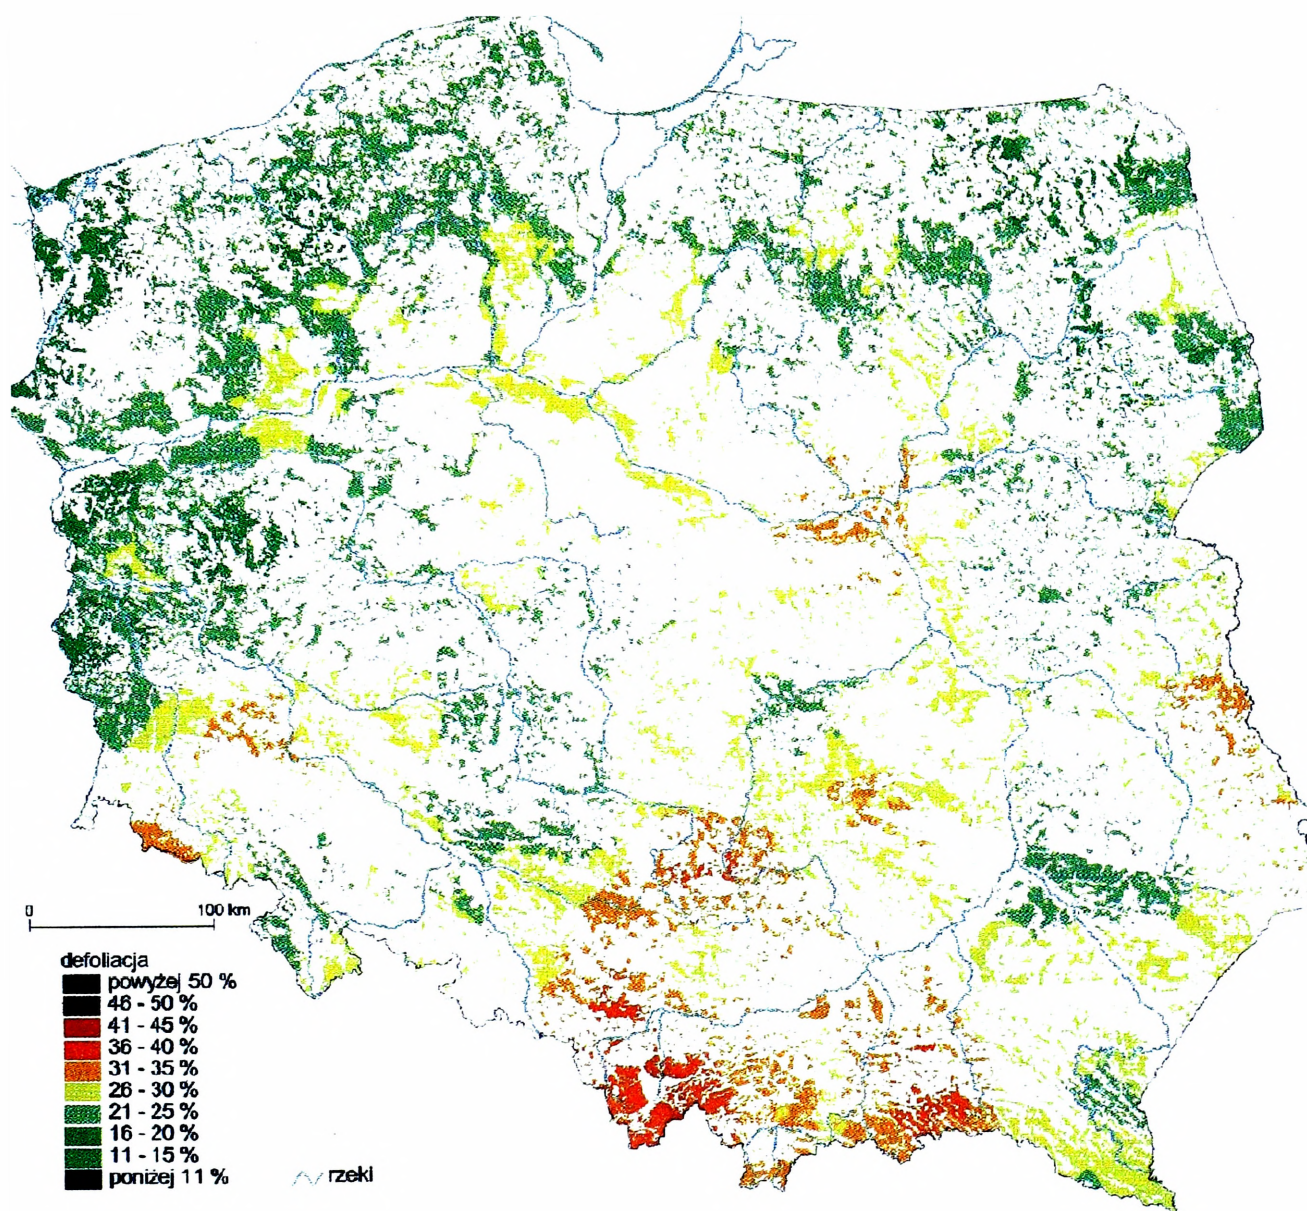 0 100 km
defoliacja
powyżej 50 %
46 - 50 %
41 - 45 %
36 - 40 %
31 - 35 %
26 - 30 %
21 - 25 %
16 - 20 %
11 - 15 %
poniżej 11 %
rzeki